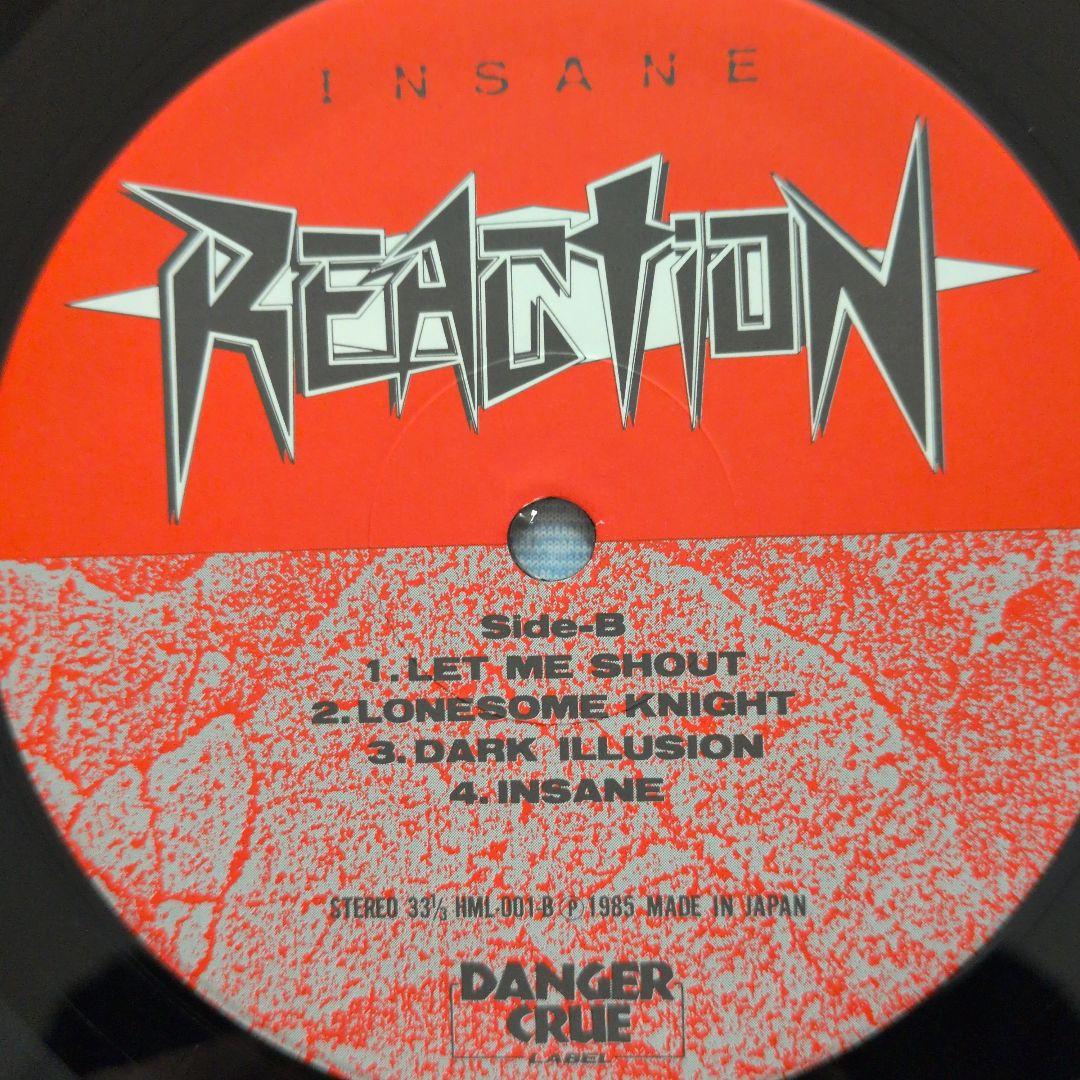 INSANE
REACTION
Side-B
1. LET ME SHOUT
2. LONESOME KNIGHT
3. DARK ILLUSION
4. INSANE
STEREO 33⅓ HML-001-B ℗ 1985 MADE IN JAPAN
DANGER
CRUE
LABEL